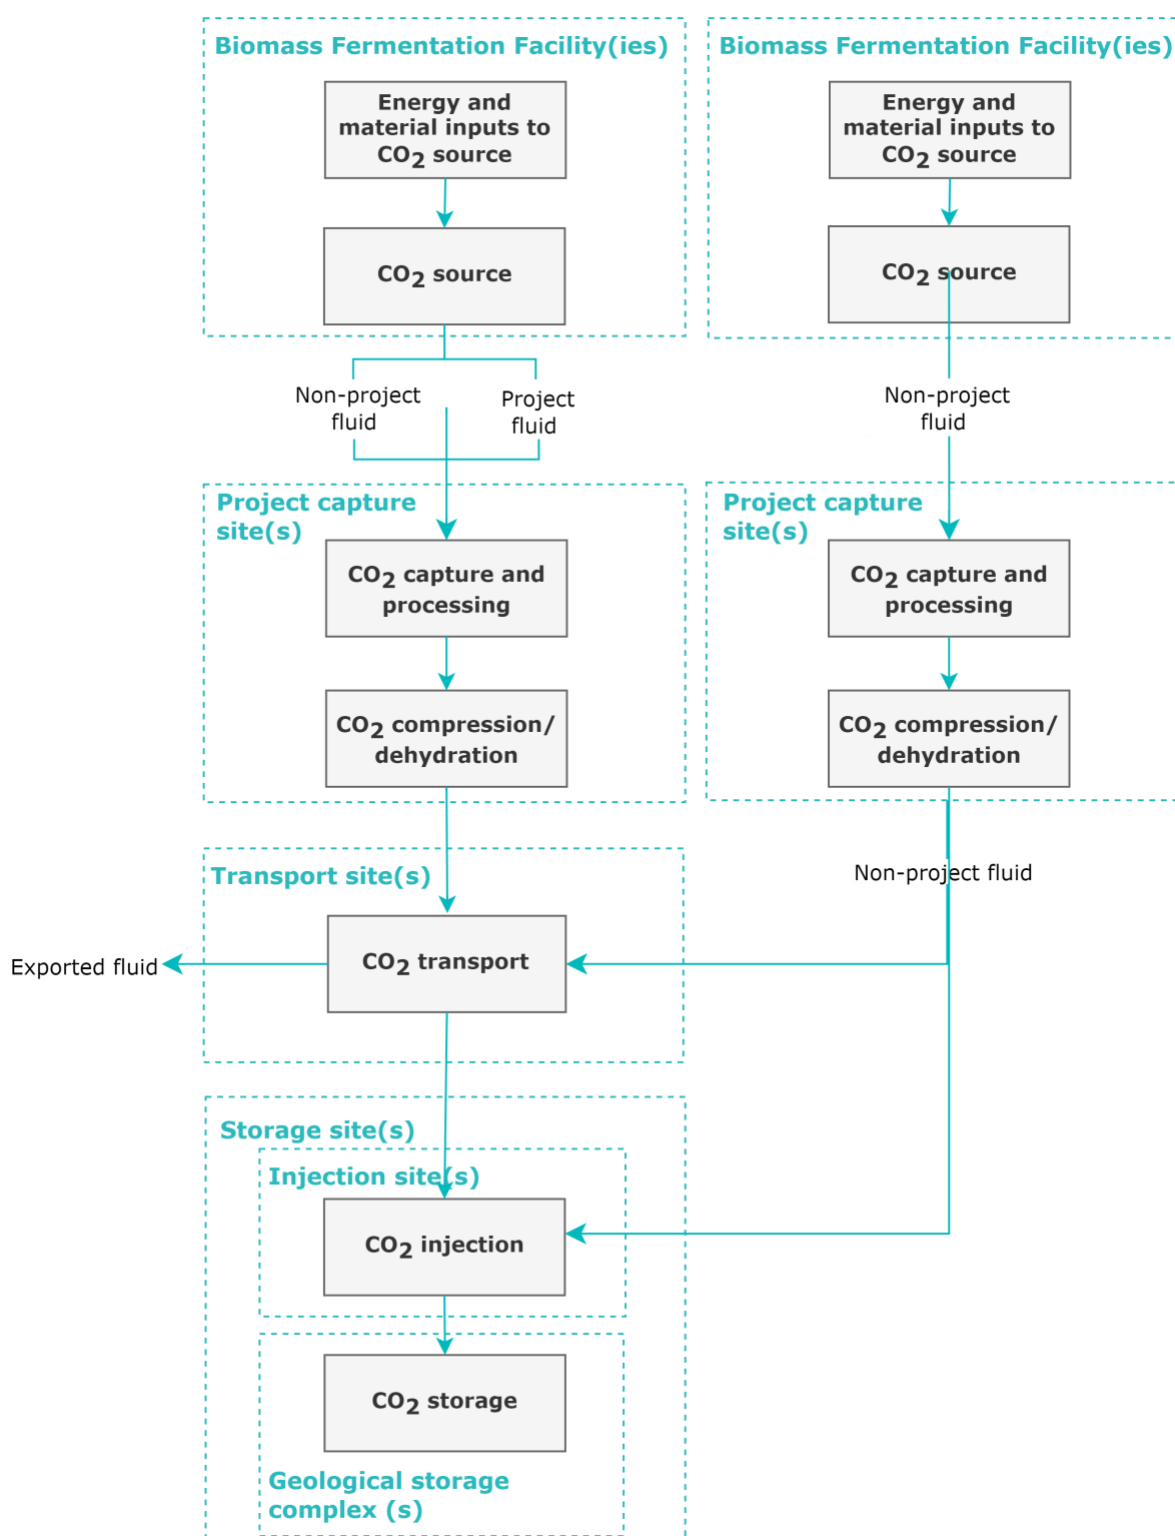 Biomass Fermentation Facility(ies)
Energy and
material inputs to
CO2 source
CO2 source
Non-project
fluid
Project
fluid
Project capture
site(s)
CO2 capture and
processing
CO2 compression/
dehydration
Biomass Fermentation Facility(ies)
Energy and
material inputs to
CO2 source
CO2 source
Non-project
fluid
Project capture
site(s)
CO2 capture and
processing
CO2 compression/
dehydration
Non-project fluid
Transport site(s)
CO2 transport
Exported fluid
Storage site(s)
Injection site(s)
CO2 injection
CO2 storage
Geological storage
complex (s)